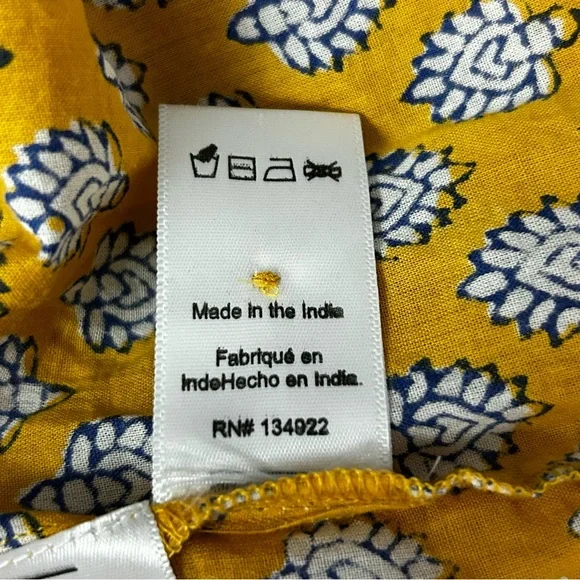 Made in the India
Fabriqué en
IndeHecho en India.
RN# 134922